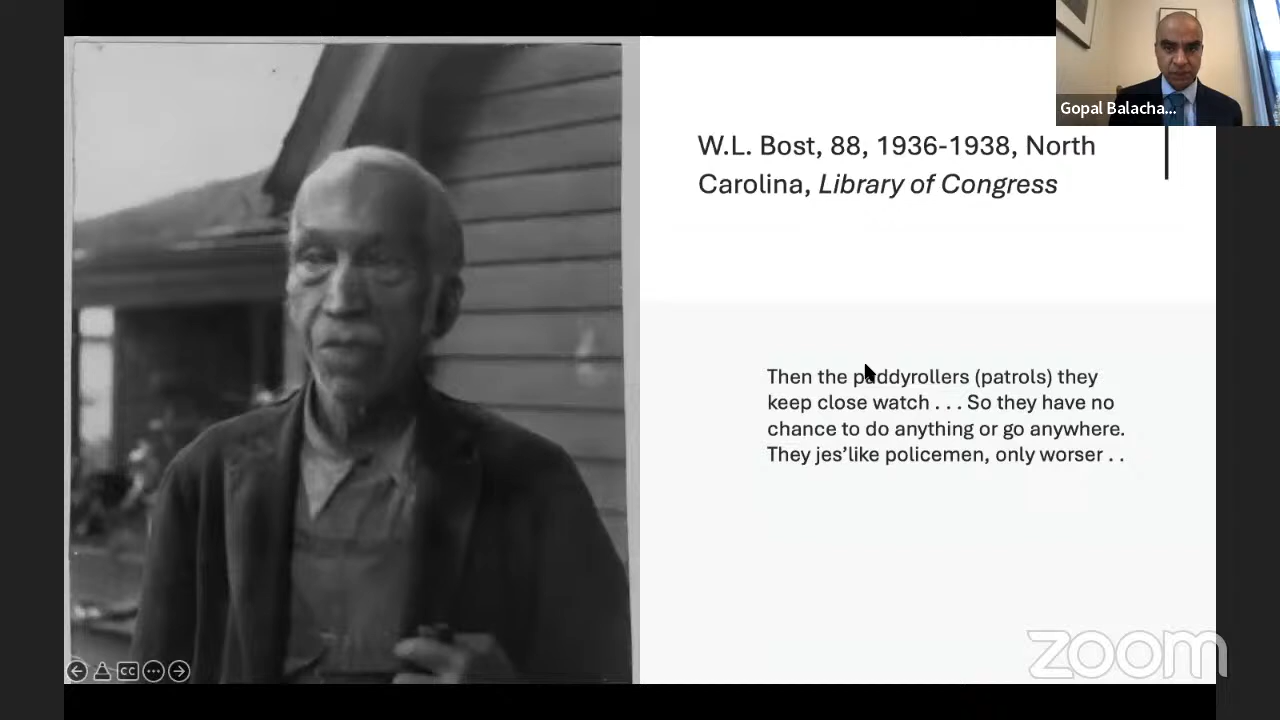 Gopal Balacha...
W.L. Bost, 88, 1936-1938, North
Carolina, Library of Congress
Then the paddyrollers (patrols) they
keep close watch . . . So they have no
chance to do anything or go anywhere.
They jes’like policemen, only worser . .
CC
zoom